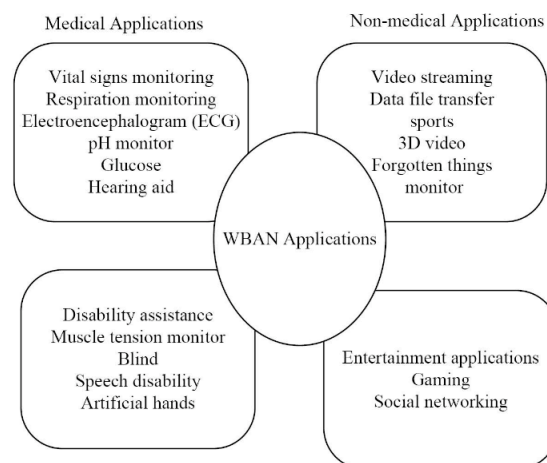 Medical Applications
Non-medical Applications
Vital signs monitoring
Respiration monitoring
Electroencephalogram (ECG)
pH monitor
Glucose
Hearing aid
Video streaming
Data file transfer
sports
3D video
Forgotten things
monitor
WBAN Applications
Disability assistance
Muscle tension monitor
Blind
Speech disability
Artificial hands
Entertainment applications
Gaming
Social networking